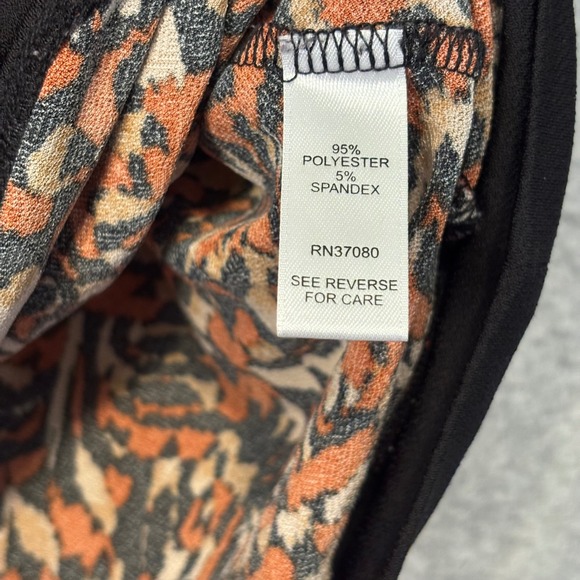 95%
POLYESTER
5%
SPANDEX
RN37080
SEE REVERSE
FOR CARE